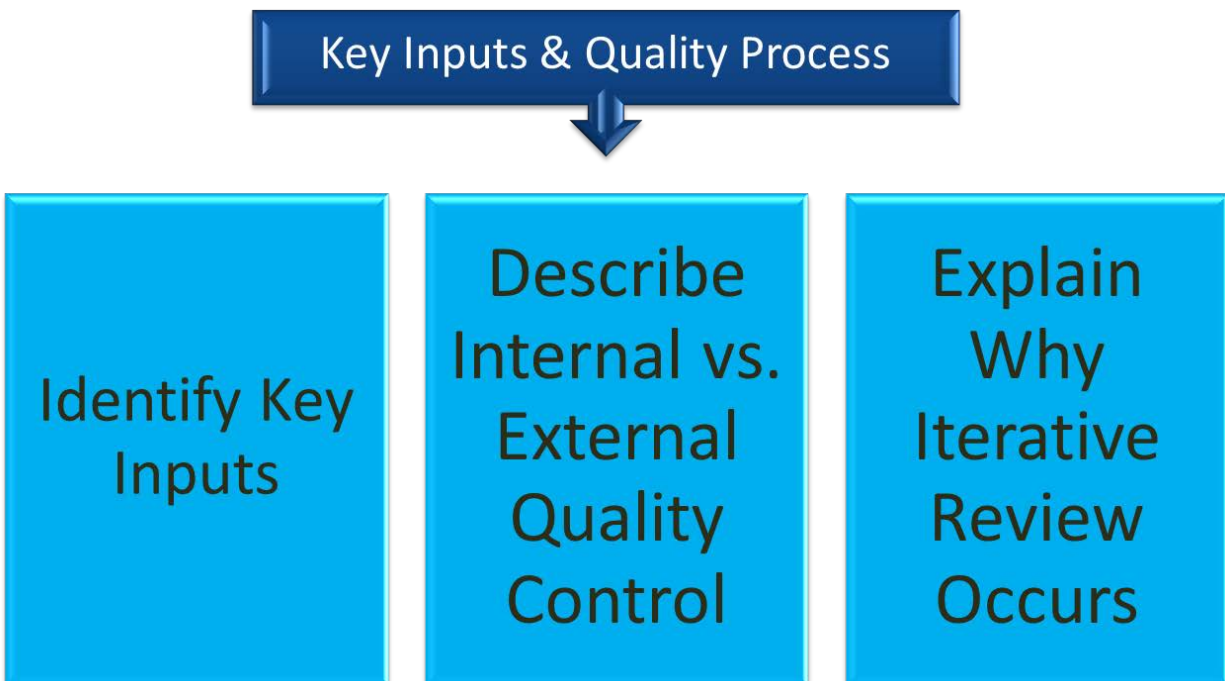 Key Inputs & Quality Process
Identify Key
Inputs
Describe
Internal vs.
External
Quality
Control
Explain
Why
Iterative
Review
Occurs